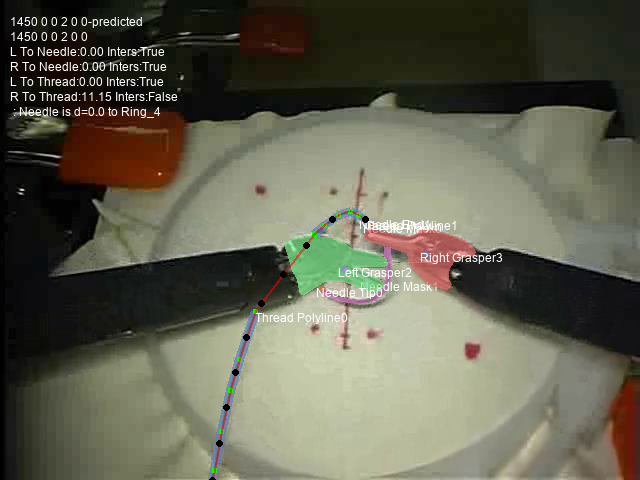 1450 0 0 2 0 0-predicted
1450 0 0 2 0 0
L To Needle:0.00 Inters:True
R To Needle:0.00 Inters:True
L To Thread:0.00 Inters:True
R To Thread:11.15 Inters:False
: Needle is d=0.0 to Ring_4
Right Grasper3
Left Grasper2
Needle Tip0
Thread Polyline0